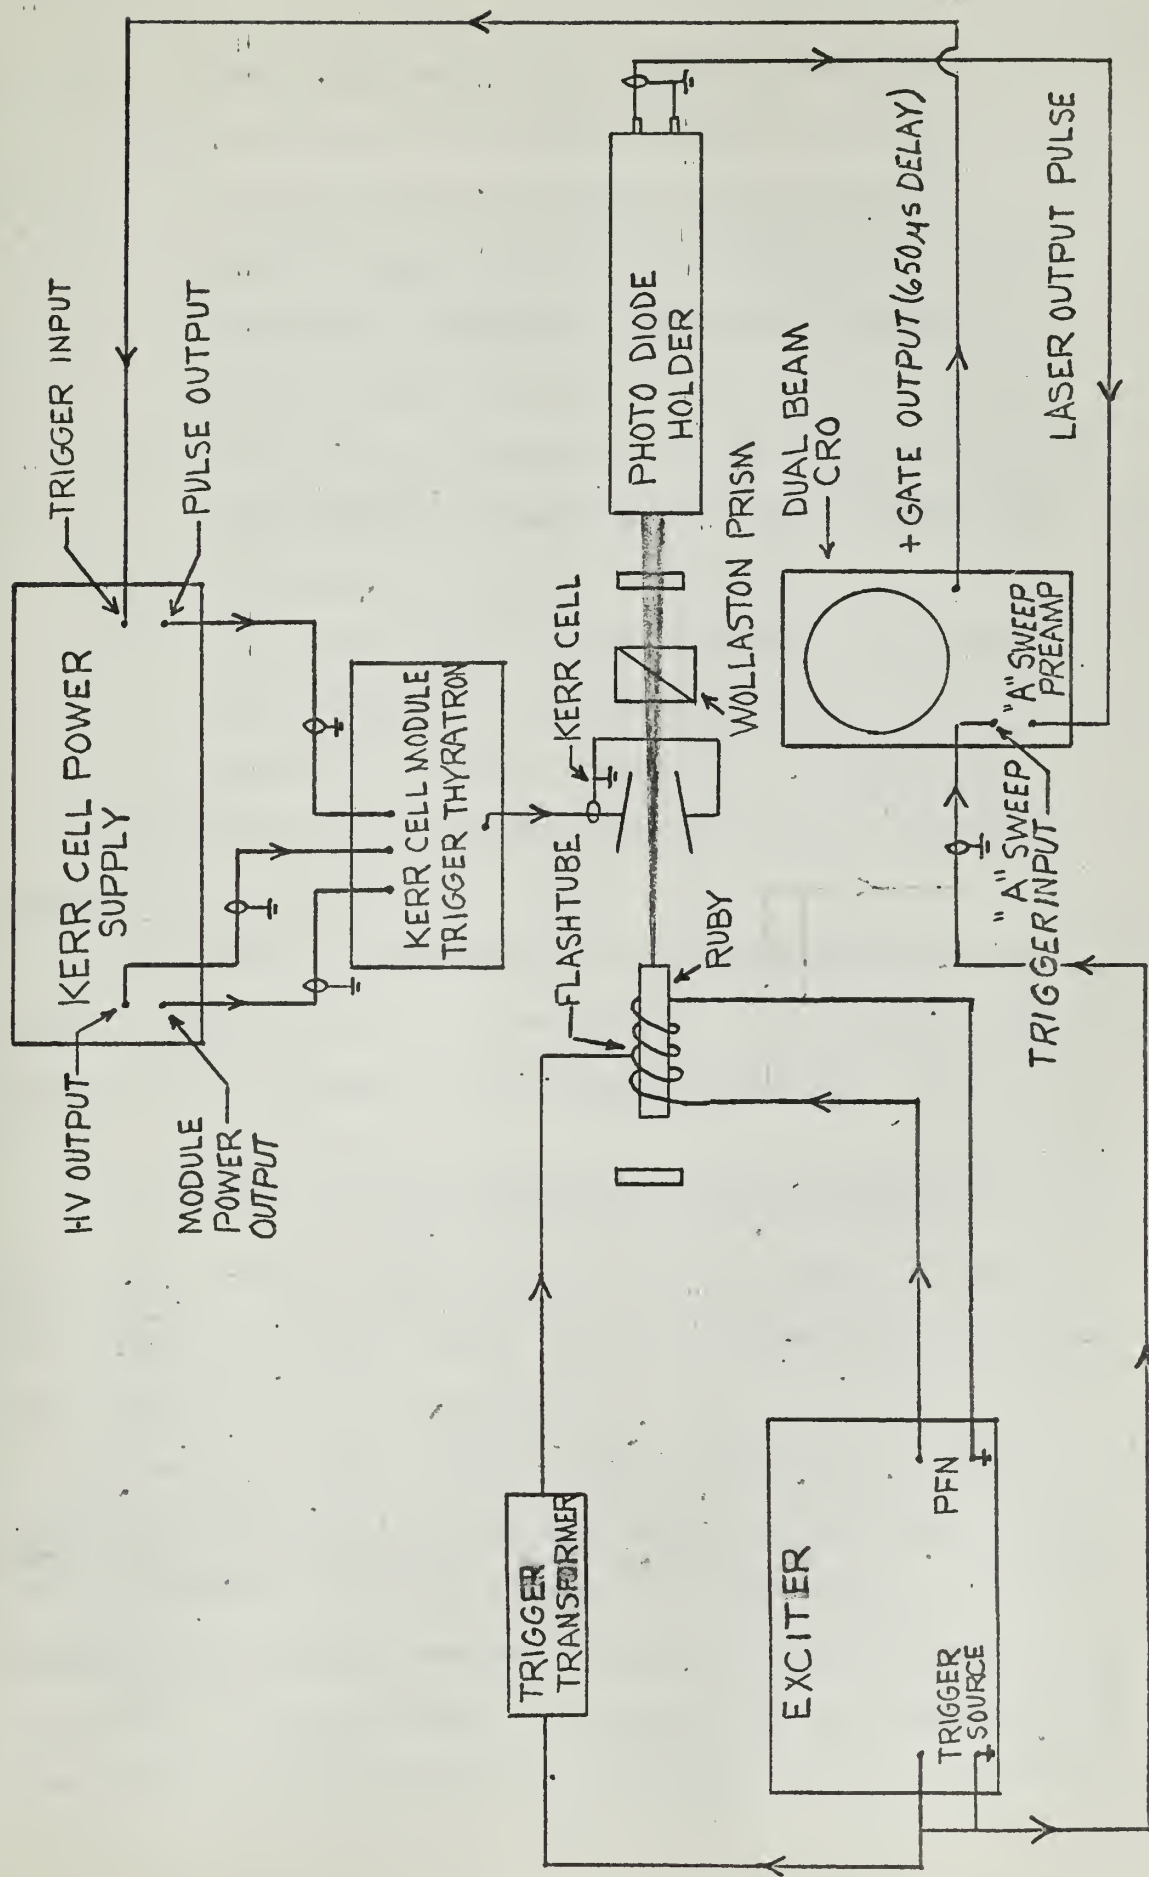 HV OUTPUT
MODULE
POWER
OUTPUT
KERR CELL POWER
SUPPLY
TRIGGER INPUT
PULSE OUTPUT
KERR CELL MODULE
TRIGGER THYRATRON
TRIGGER
TRANSFORMER
FLASHTUBE
RUBY
KERR CELL
WOLLASTON PRISM
PHOTO DIODE
HOLDER
EXCITER
TRIGGER
SOURCE
PFN
DUAL BEAM
CRO
+GATE OUTPUT (650µs DELAY)
"A" SWEEP
PREAMP
"A" SWEEP
TRIGGER INPUT
LASER OUTPUT PULSE